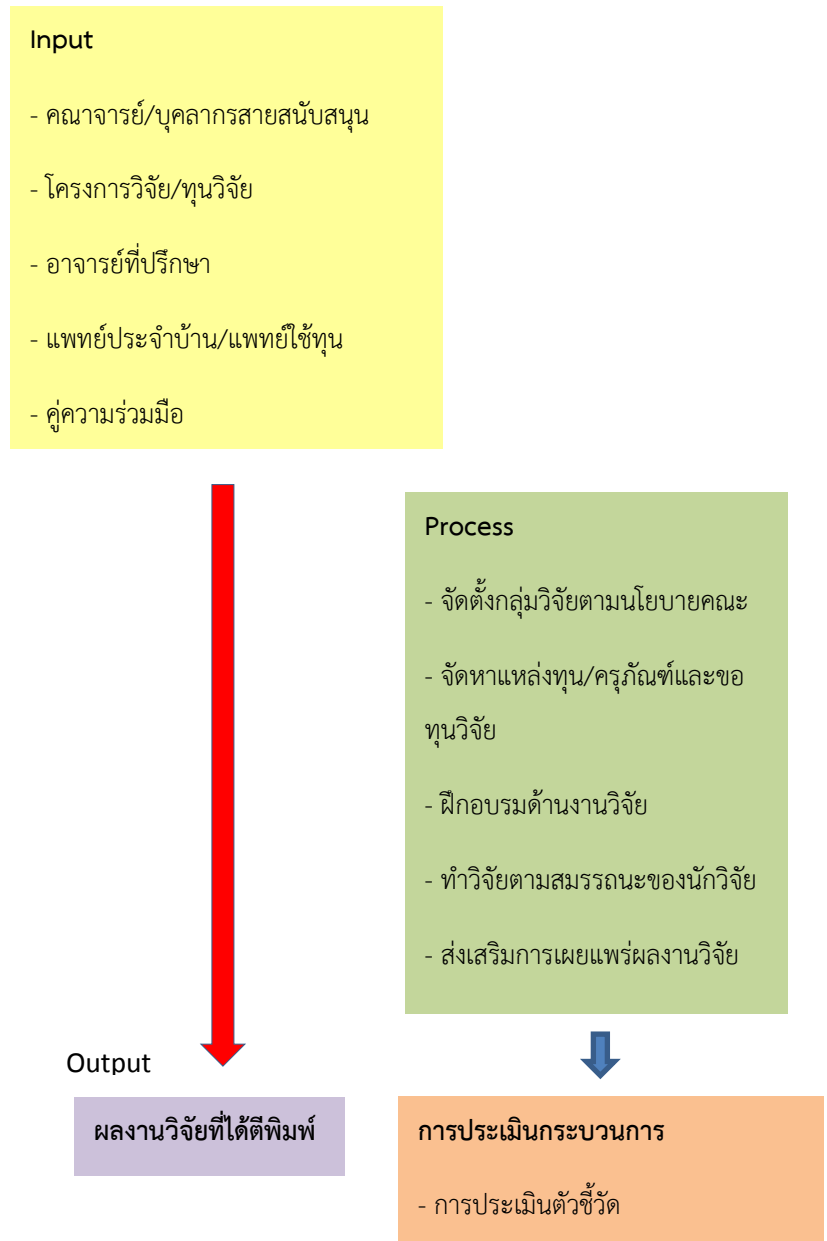 Input
- คณาจารย์/บุคลากรสายสนับสนุน
- โครงการวิจัย/ทุนวิจัย
- อาจารย์ที่ปรึกษา
- แพทย์ประจำบ้าน/แพทย์ใช้ทุน
- คู่ความร่วมมือ
Process
- จัดตั้งกลุ่มวิจัยตามนโยบายคณะ
- จัดหาแหล่งทุน/ครุภัณฑ์และขอ
ทุนวิจัย
- ฝึกอบรมด้านงานวิจัย
- ทำวิจัยตามสมรรถนะของนักวิจัย
- ส่งเสริมการเผยแพร่ผลงานวิจัย
Output
ผลงานวิจัยที่ได้ตีพิมพ์
การประเมินกระบวนการ
- การประเมินตัวชี้วัด